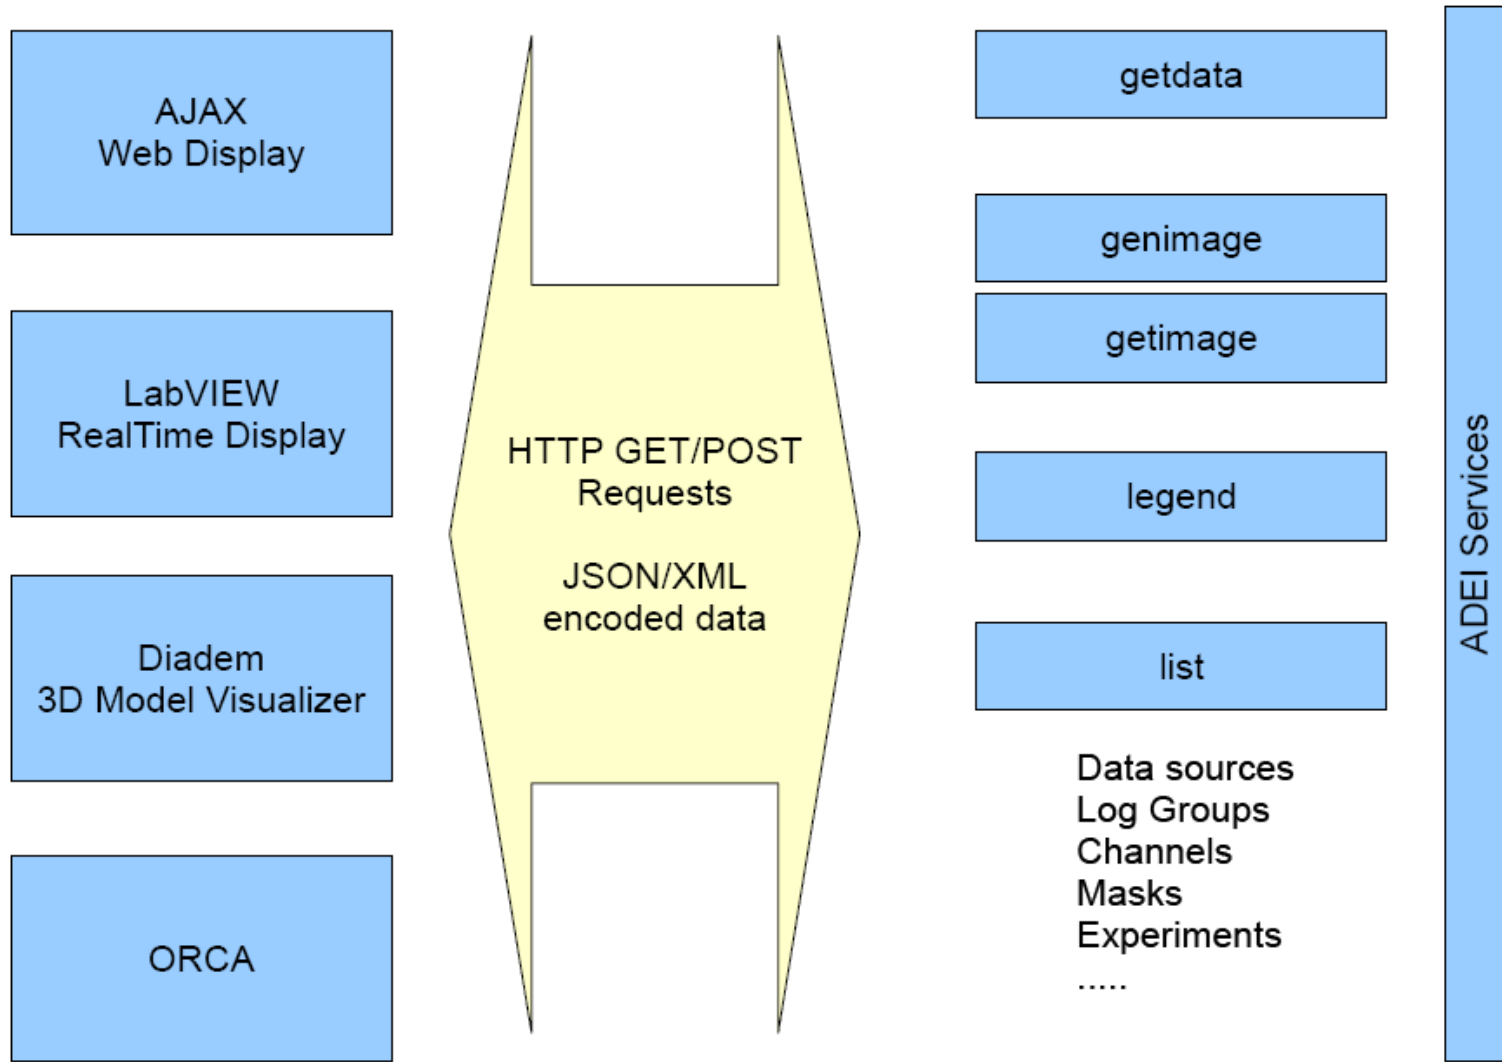 AJAX
Web Display
LabVIEW
RealTime Display
Diadem
3D Model Visualizer
ORCA
HTTP GET/POST
Requests
JSON/XML
encoded data
getdata
genimage
getimage
legend
list
Data sources
Log Groups
Channels
Masks
Experiments
.....
ADEI Services